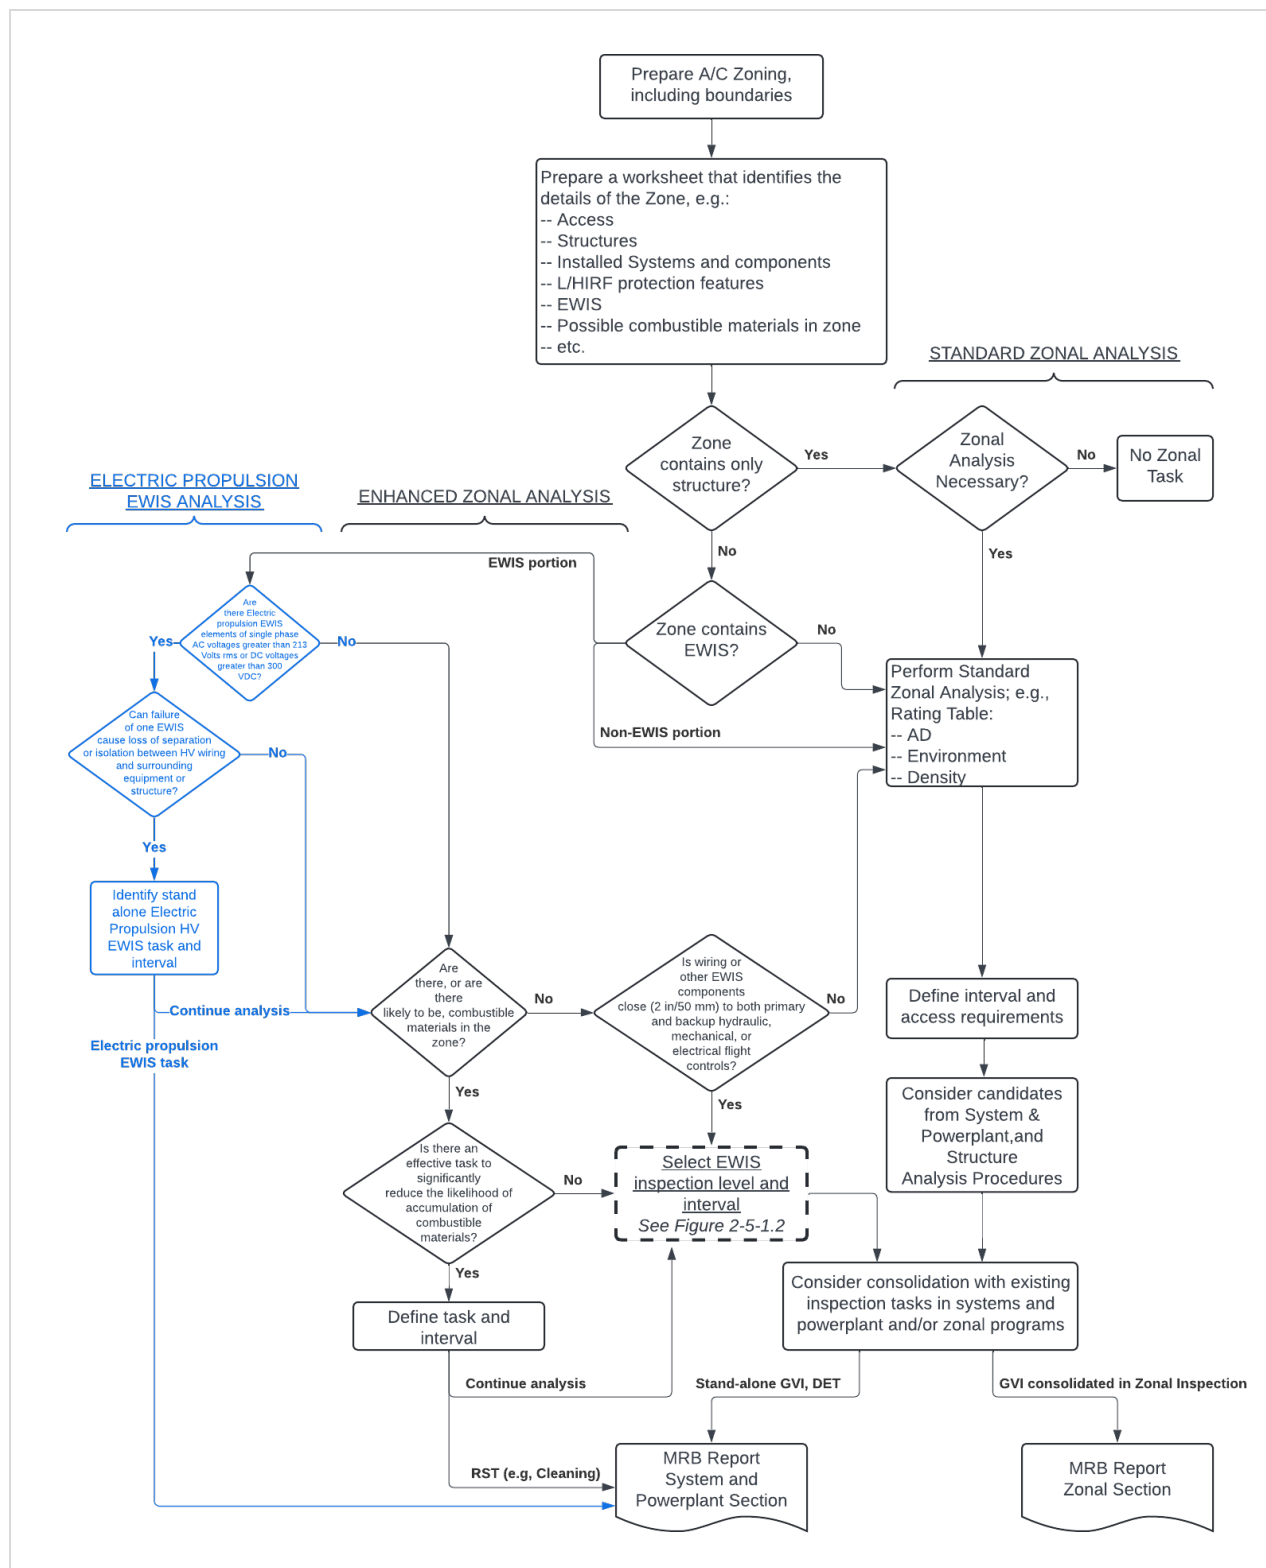 Prepare A/C Zoning,
including boundaries
Prepare a worksheet that identifies the
details of the Zone, e.g.:
-- Access
-- Structures
-- Installed Systems and components
-- L/HIRF protection features
-- EWIS
-- Possible combustible materials in zone
-- etc.
STANDARD ZONAL ANALYSIS
Zone
contains only
structure?
Yes
Zonal
Analysis
Necessary?
No
No Zonal
Task
ELECTRIC PROPULSION
EWIS ANALYSIS
ENHANCED ZONAL ANALYSIS
No
Yes
EWIS portion
Are
there Electric
propulsion EWIS
elements of single phase
AC voltages greater than 213
Volts rms or DC voltages
greater than 300
VDC?
Yes
No
Zone contains
EWIS?
No
Non-EWIS portion
Perform Standard
Zonal Analysis; e.g.,
Rating Table:
-- AD
-- Environment
-- Density
Can failure
of one EWIS
cause loss of separation
or isolation between HV wiring
and surrounding
equipment or
structure?
No
Yes
Identify stand
alone Electric
Propulsion HV
EWIS task and
interval
Continue analysis
Electric propulsion
EWIS task
Are
there, or are
there
likely to be, combustible
materials in the
zone?
No
Is wiring or
other EWIS
components
close (2 in/50 mm) to both primary
and backup hydraulic,
mechanical, or
electrical flight
controls?
No
Define interval and
access requirements
Yes
Yes
Consider candidates
from System &
Powerplant,and
Structure
Analysis Procedures
Is there an
effective task to
significantly
reduce the likelihood of
accumulation of
combustible
materials?
No
Select EWIS
inspection level and
interval
See Figure 2-5-1.2
Yes
Define task and
interval
Consider consolidation with existing
inspection tasks in systems and
powerplant and/or zonal programs
Continue analysis
Stand-alone GVI, DET
GVI consolidated in Zonal Inspection
RST (e.g, Cleaning)
MRB Report
System and
Powerplant Section
MRB Report
Zonal Section